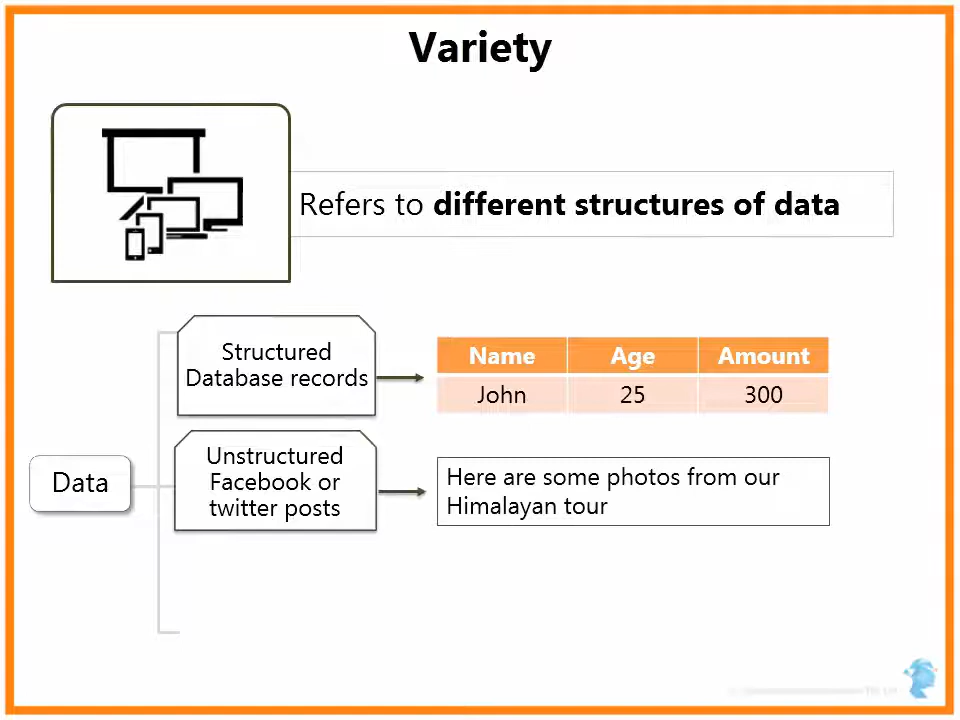 Variety
Refers to different structures of data
Structured
Database records
Name Age Amount
John 25 300
Data
Unstructured
Facebook or
twitter posts
Here are some photos from our
Himalayan tour